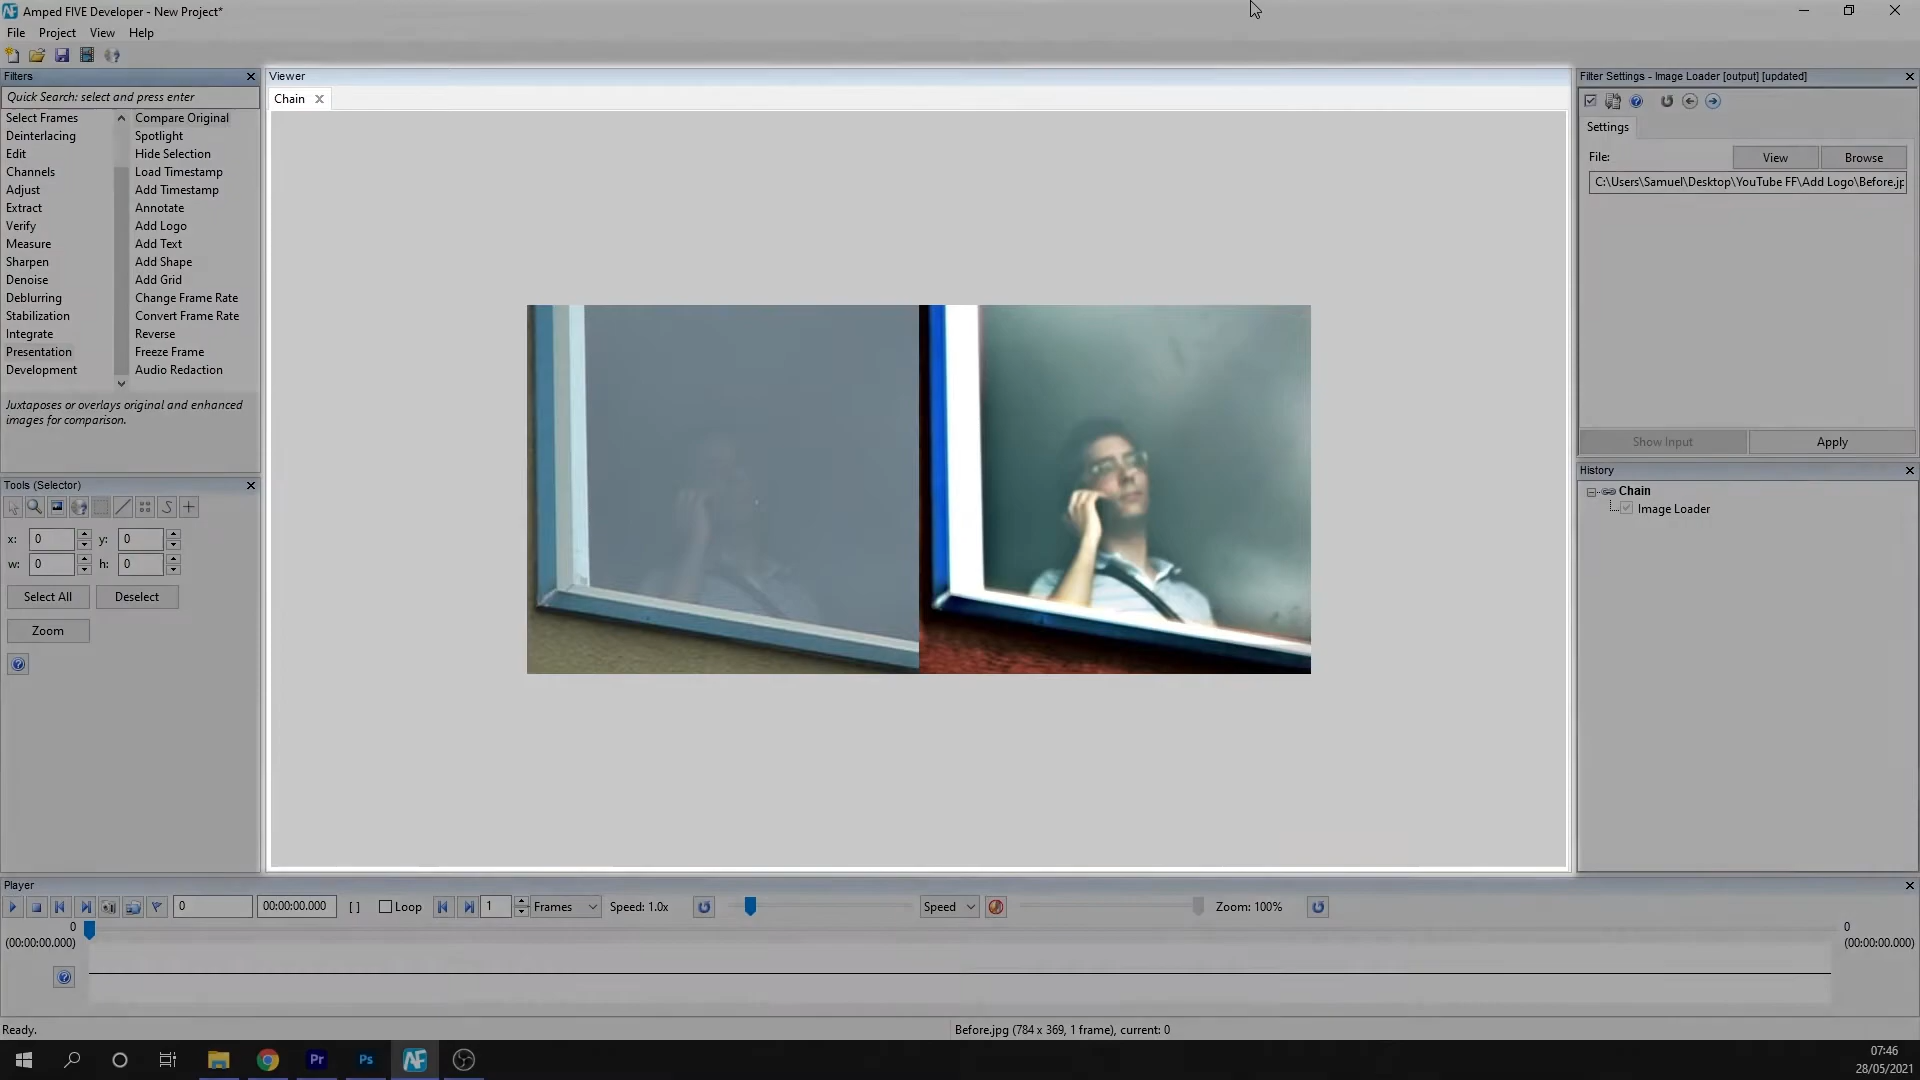 Amped FIVE Developer - New Project*
File Project View Help
Filters
Quick Search: select and press enter
Select Frames
Deinterlacing
Edit
Channels
Adjust
Extract
Verify
Measure
Sharpen
Denoise
Deblurring
Stabilization
Integrate
Presentation
Development
Compare Original
Spotlight
Hide Selection
Load Timestamp
Add Timestamp
Annotate
Add Logo
Add Text
Add Shape
Add Grid
Change Frame Rate
Convert Frame Rate
Reverse
Freeze Frame
Audio Redaction
Juxtaposes or overlays original and enhanced
images for comparison.
Tools (Selector)
x: 0 y: 0
w: 0 h: 0
Select All Deselect
Zoom
Viewer
Chain
Filter Settings - Image Loader [output] [updated]
Settings
File: View Browse
C:\Users\Samuel\Desktop\YouTube FF\Add Logo\Before.jp
Show Input Apply
History
Chain
Image Loader
Player
0 00:00:00.000 [ ] Loop 1 Frames Speed: 1.0x Speed Zoom: 100%
0
(00:00:00.000)
0
(00:00:00.000)
Ready.
Before.jpg (784 x 369, 1 frame), current: 0
Pr Ps AF
07:46
28/05/2021